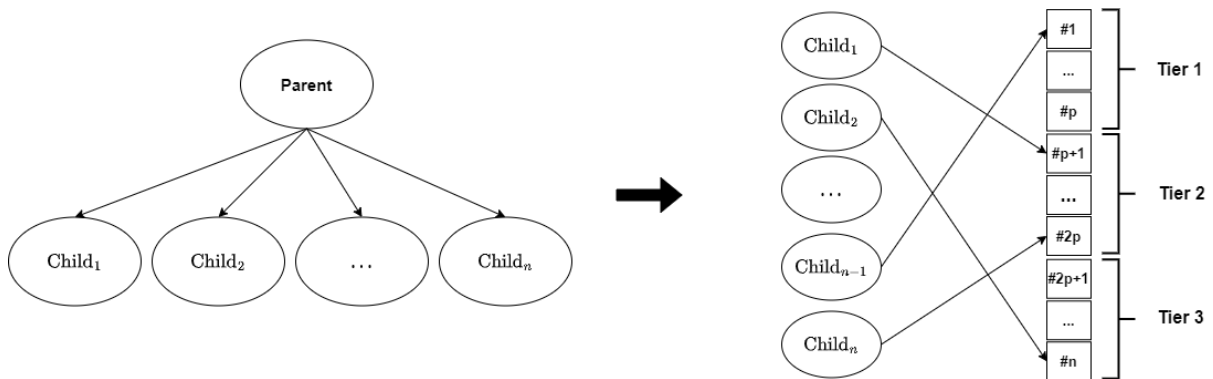 Parent
Child₁
Child₂
...
Childₙ
Child₁
Child₂
...
Childₙ₋₁
Childₙ
#1
...
#p
#p+1
...
#2p
#2p+1
...
#n
Tier 1
Tier 2
Tier 3